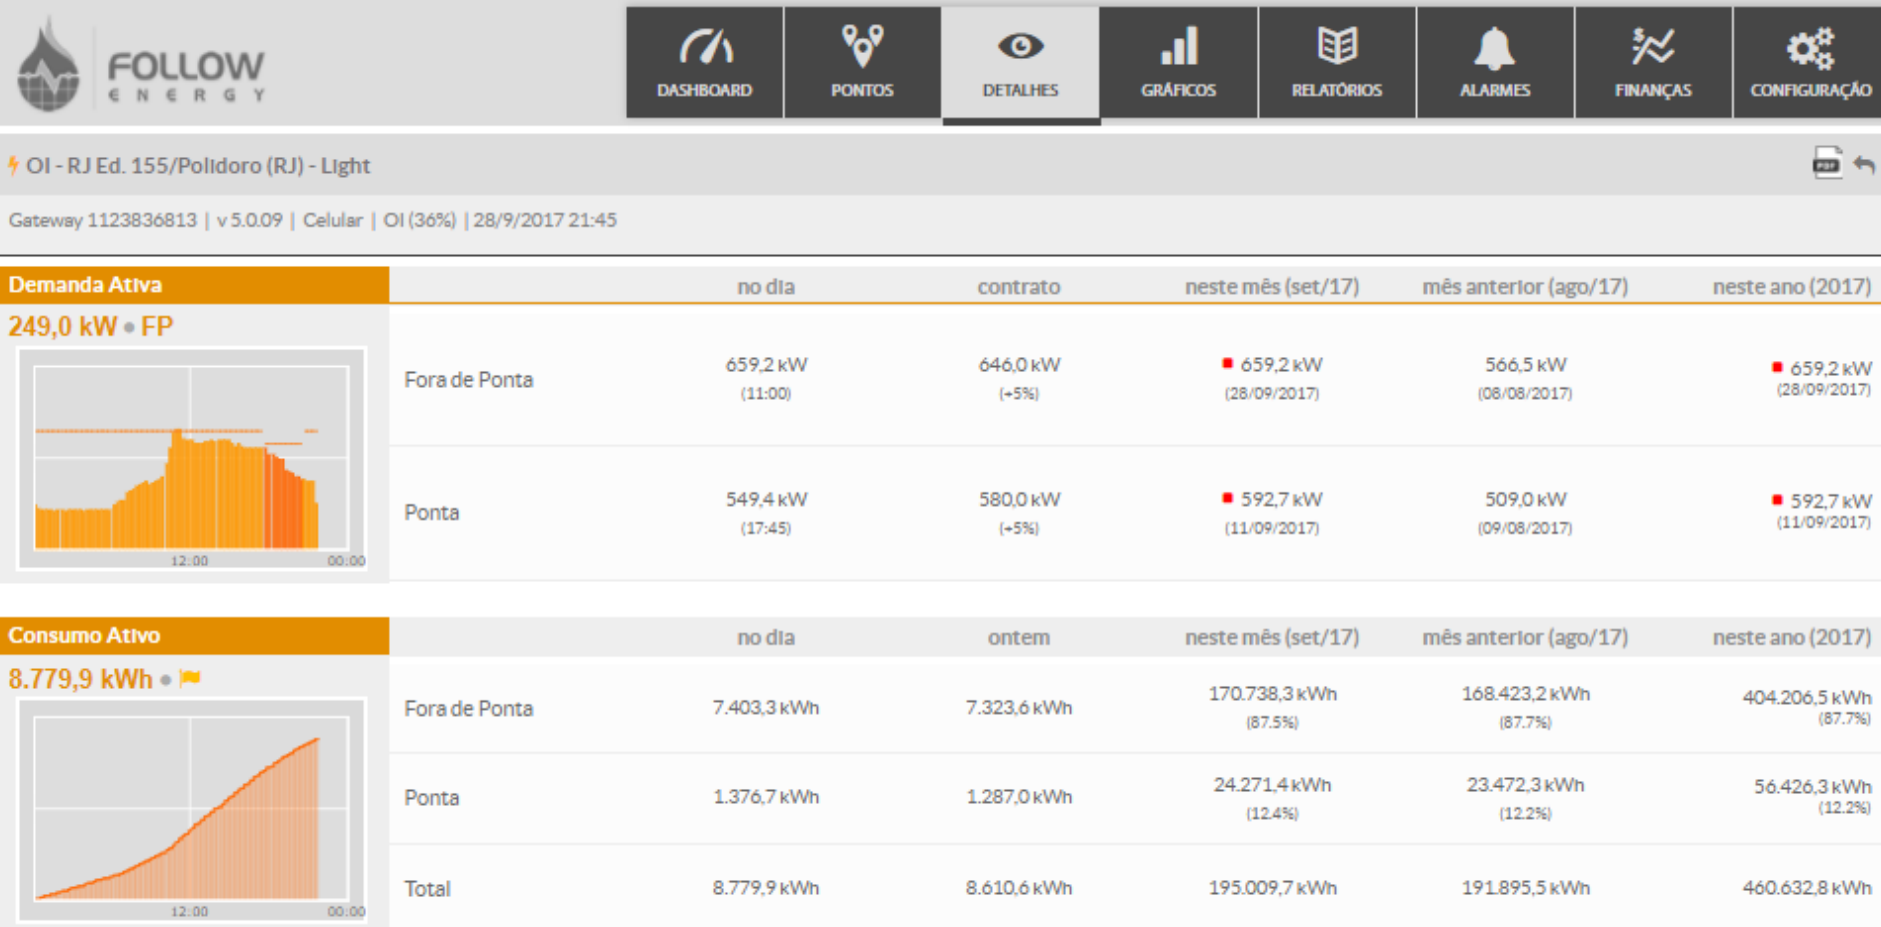 FOLLOW
ENERGY
DASHBOARD
PONTOS
DETALHES
GRÁFICOS
RELATÓRIOS
ALARMES
FINANÇAS
CONFIGURAÇÃO
OI - RJ Ed. 155/Polidoro (RJ) - Light
PDF
Gateway 1123836813 | v 5.0.09 | Celular | OI (36%) | 28/9/2017 21:45
Demanda Ativa no dia contrato neste mês (set/17) mês anterior (ago/17) neste ano (2017)
249,0 kW • FP
Fora de Ponta 659,2 kW 646,0 kW 659,2 kW 566,5 kW 659,2 kW
(11:00) (+5%) (28/09/2017) (08/08/2017) (28/09/2017)
Ponta 549,4 kW 580,0 kW 592,7 kW 509,0 kW 592,7 kW
(17:45) (+5%) (11/09/2017) (09/08/2017) (11/09/2017)
12:00 00:00
Consumo Ativo no dia ontem neste mês (set/17) mês anterior (ago/17) neste ano (2017)
8.779,9 kWh •
Fora de Ponta 7.403,3 kWh 7.323,6 kWh 170.738,3 kWh 168.423,2 kWh 404.206,5 kWh
(87.5%) (87.7%) (87.7%)
Ponta 1.376,7 kWh 1.287,0 kWh 24.271,4 kWh 23.472,3 kWh 56.426,3 kWh
(12.4%) (12.2%) (12.2%)
Total 8.779,9 kWh 8.610,6 kWh 195.009,7 kWh 191.895,5 kWh 460.632,8 kWh
12:00 00:00